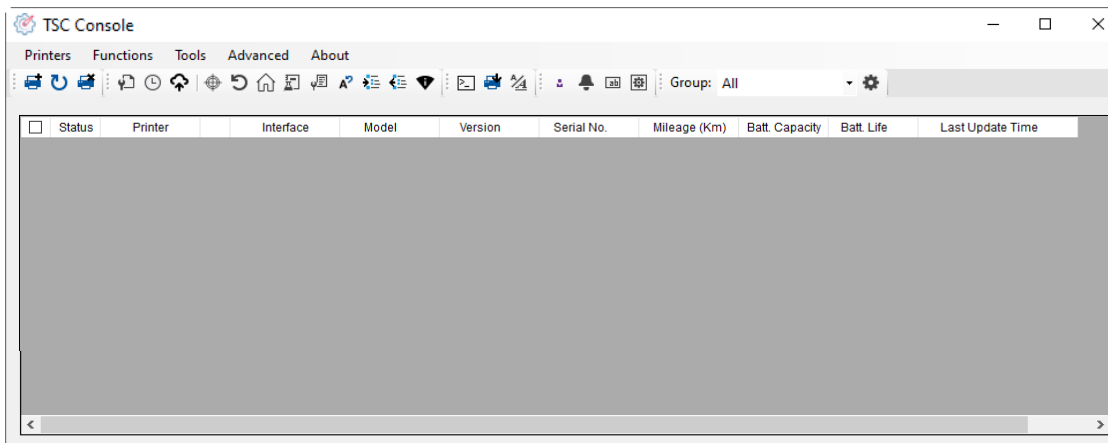 TSC Console
Printers Functions Tools Advanced About
Group: All
Status Printer Interface Model Version Serial No. Mileage (Km) Batt. Capacity Batt. Life Last Update Time